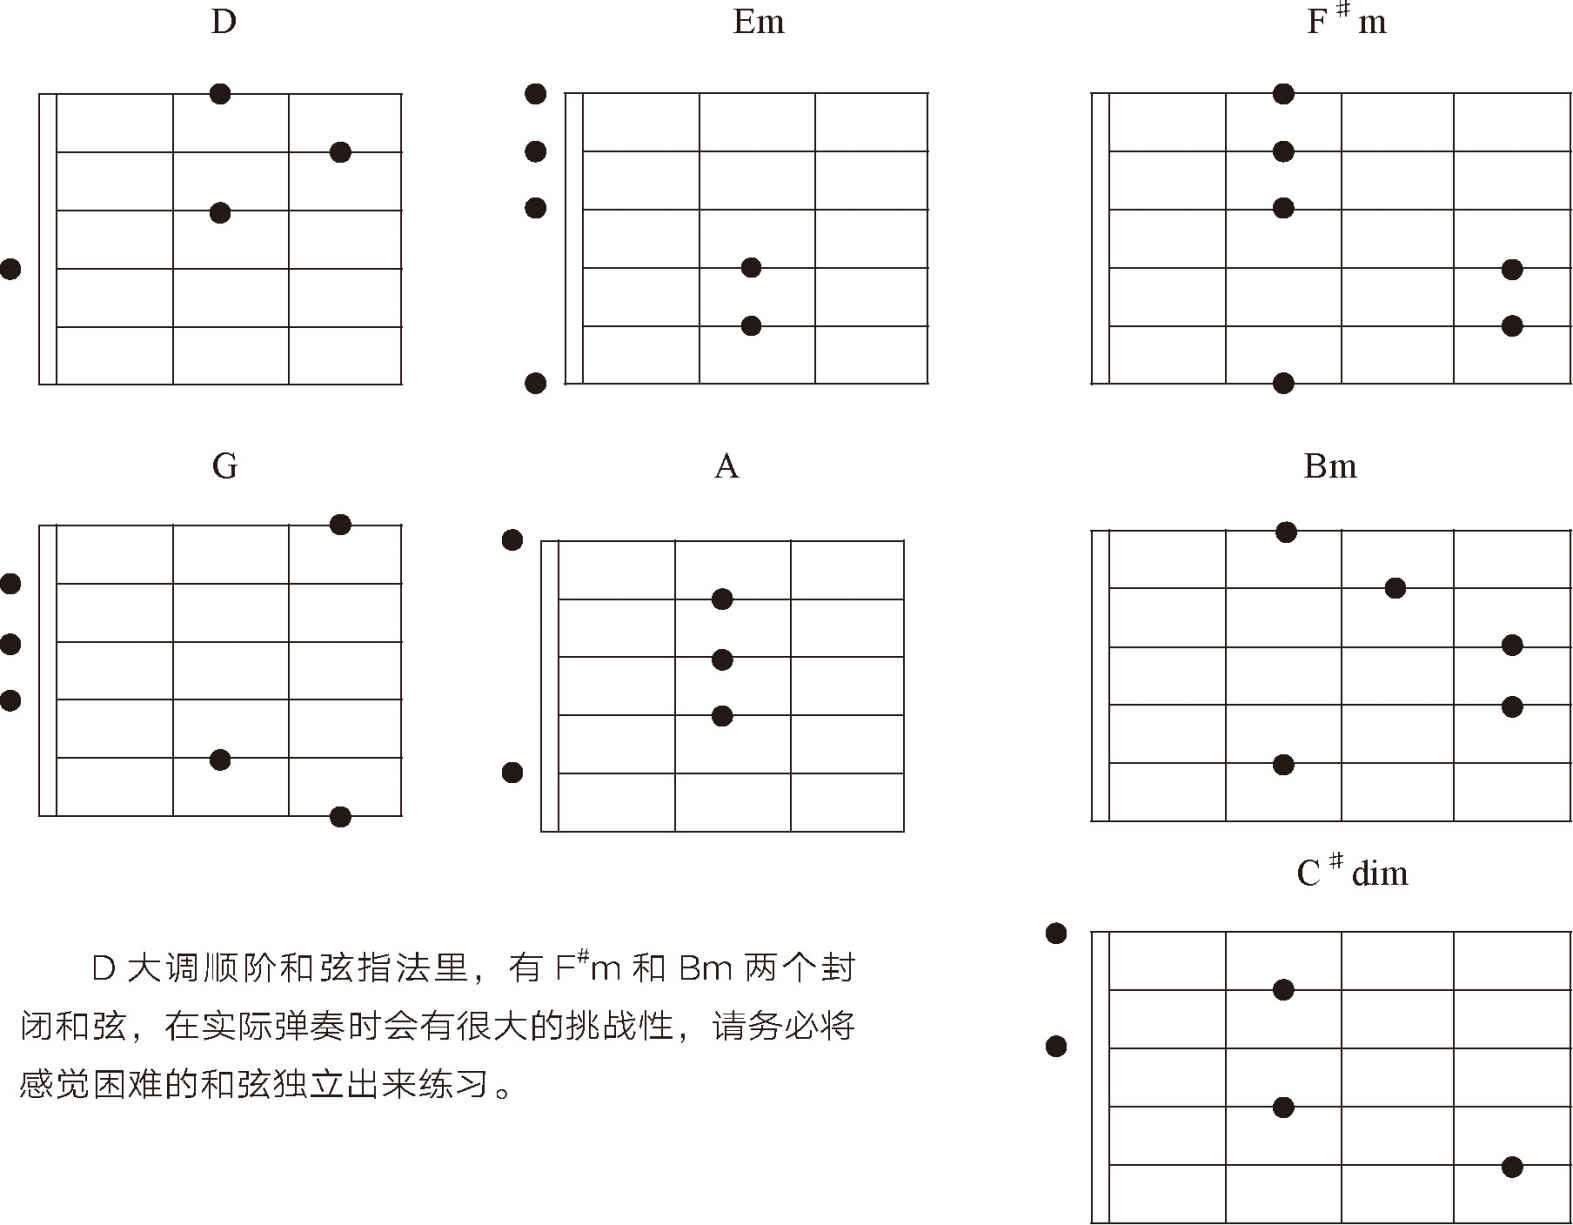 D
Em
F#m
G
A
Bm
C#dim
D 大调顺阶和弦指法里，有 F#m 和 Bm 两个封
闭和弦，在实际弹奏时会有很大的挑战性，请务必将
感觉困难的和弦独立出来练习。